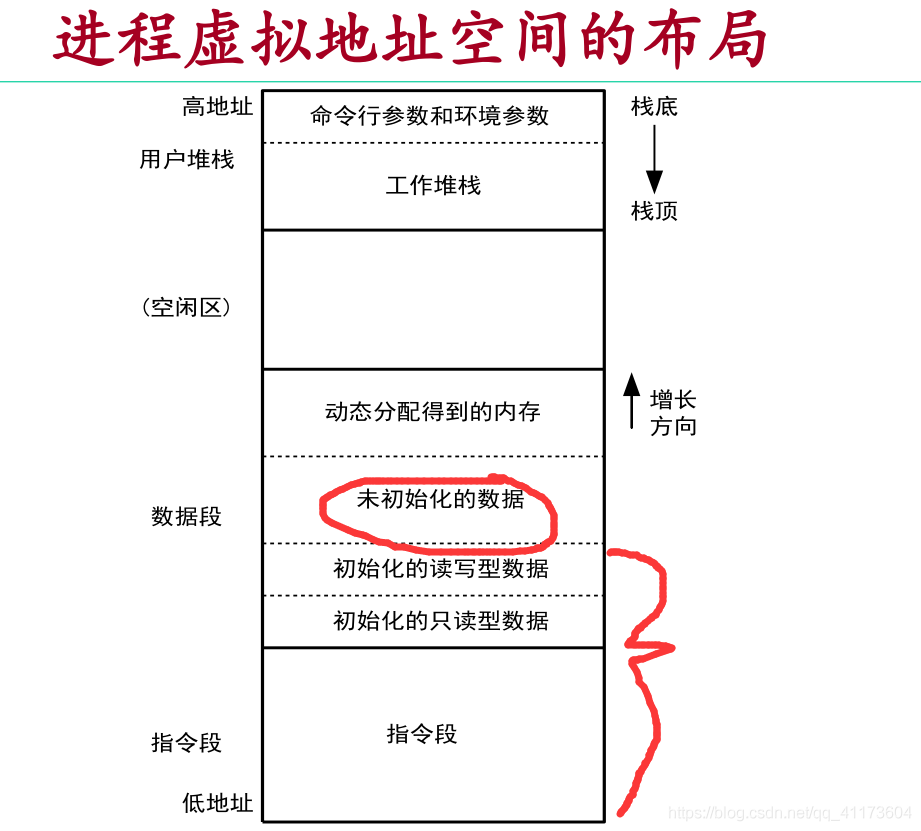 进程虚拟地址空间的布局
高地址
命令行参数和环境参数
栈底
用户堆栈
工作堆栈
栈顶
(空闲区)
动态分配得到的内存
增长
方向
未初始化的数据
数据段
初始化的读写型数据
初始化的只读型数据
指令段
指令段
低地址
https://blog.csdn.net/qq_41173604